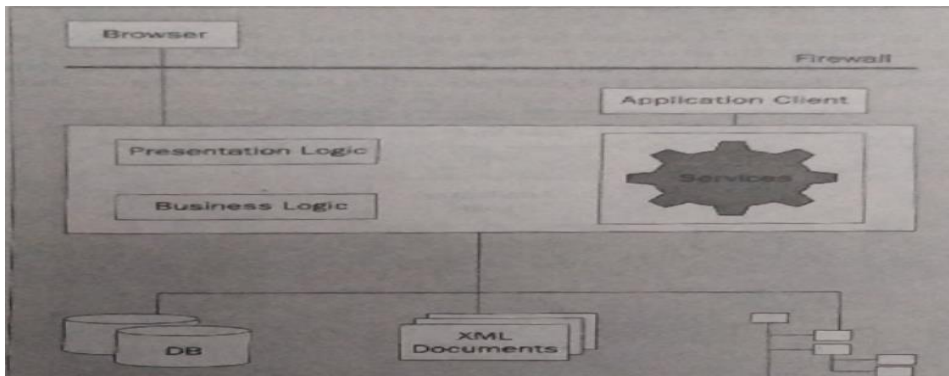 Browser
Firewall
Application Client
Presentation Logic
Services
Business Logic
DB
XML
Documents